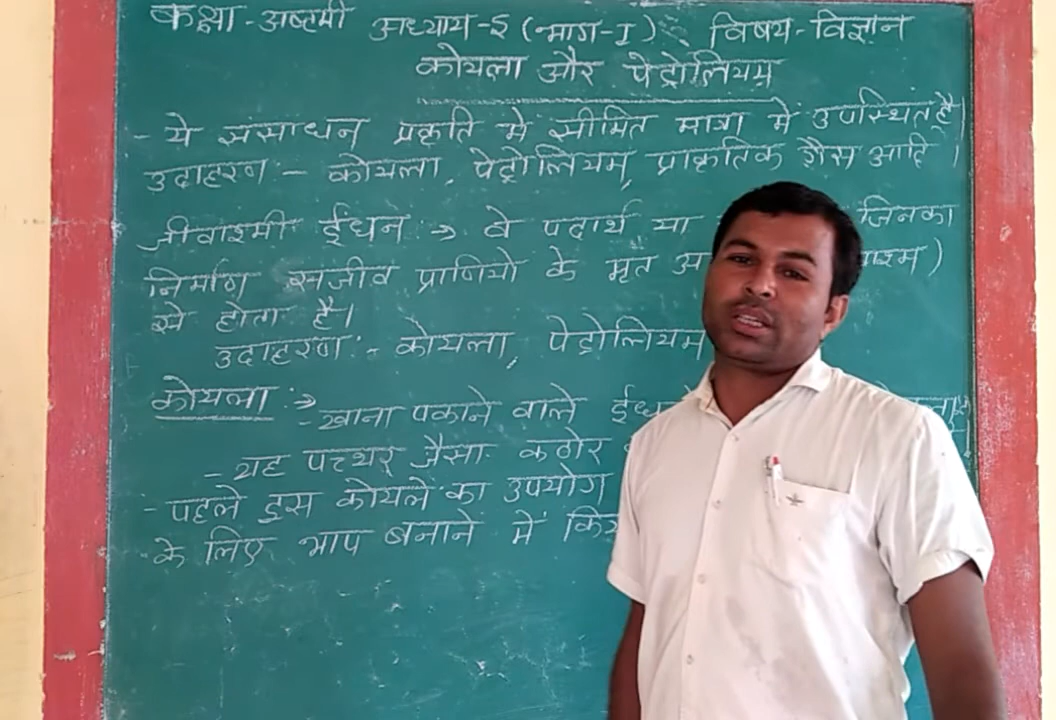 कक्षा - अष्टमी अध्याय-5 (भाग-I) विषय-विज्ञान
कोयला और पेट्रोलियम
- ये संसाधन प्रकृति में सीमित मात्रा में उपस्थित है।
उदाहरण - कोयला, पेट्रोलियम, प्राकृतिक गैस आदि।
जीवाश्मी ईंधन :→ वे पदार्थ या जिनका
निर्माण सजीव प्राणियो के मृत
से होता है।
उदाहरण :- कोयला, पेट्रोलियम
कोयला :→ - खाना पकाने वाले
- यह पत्थर जैसा कठोर
- पहले इस कोयले का उपयोग
के लिए भाप बनाने में